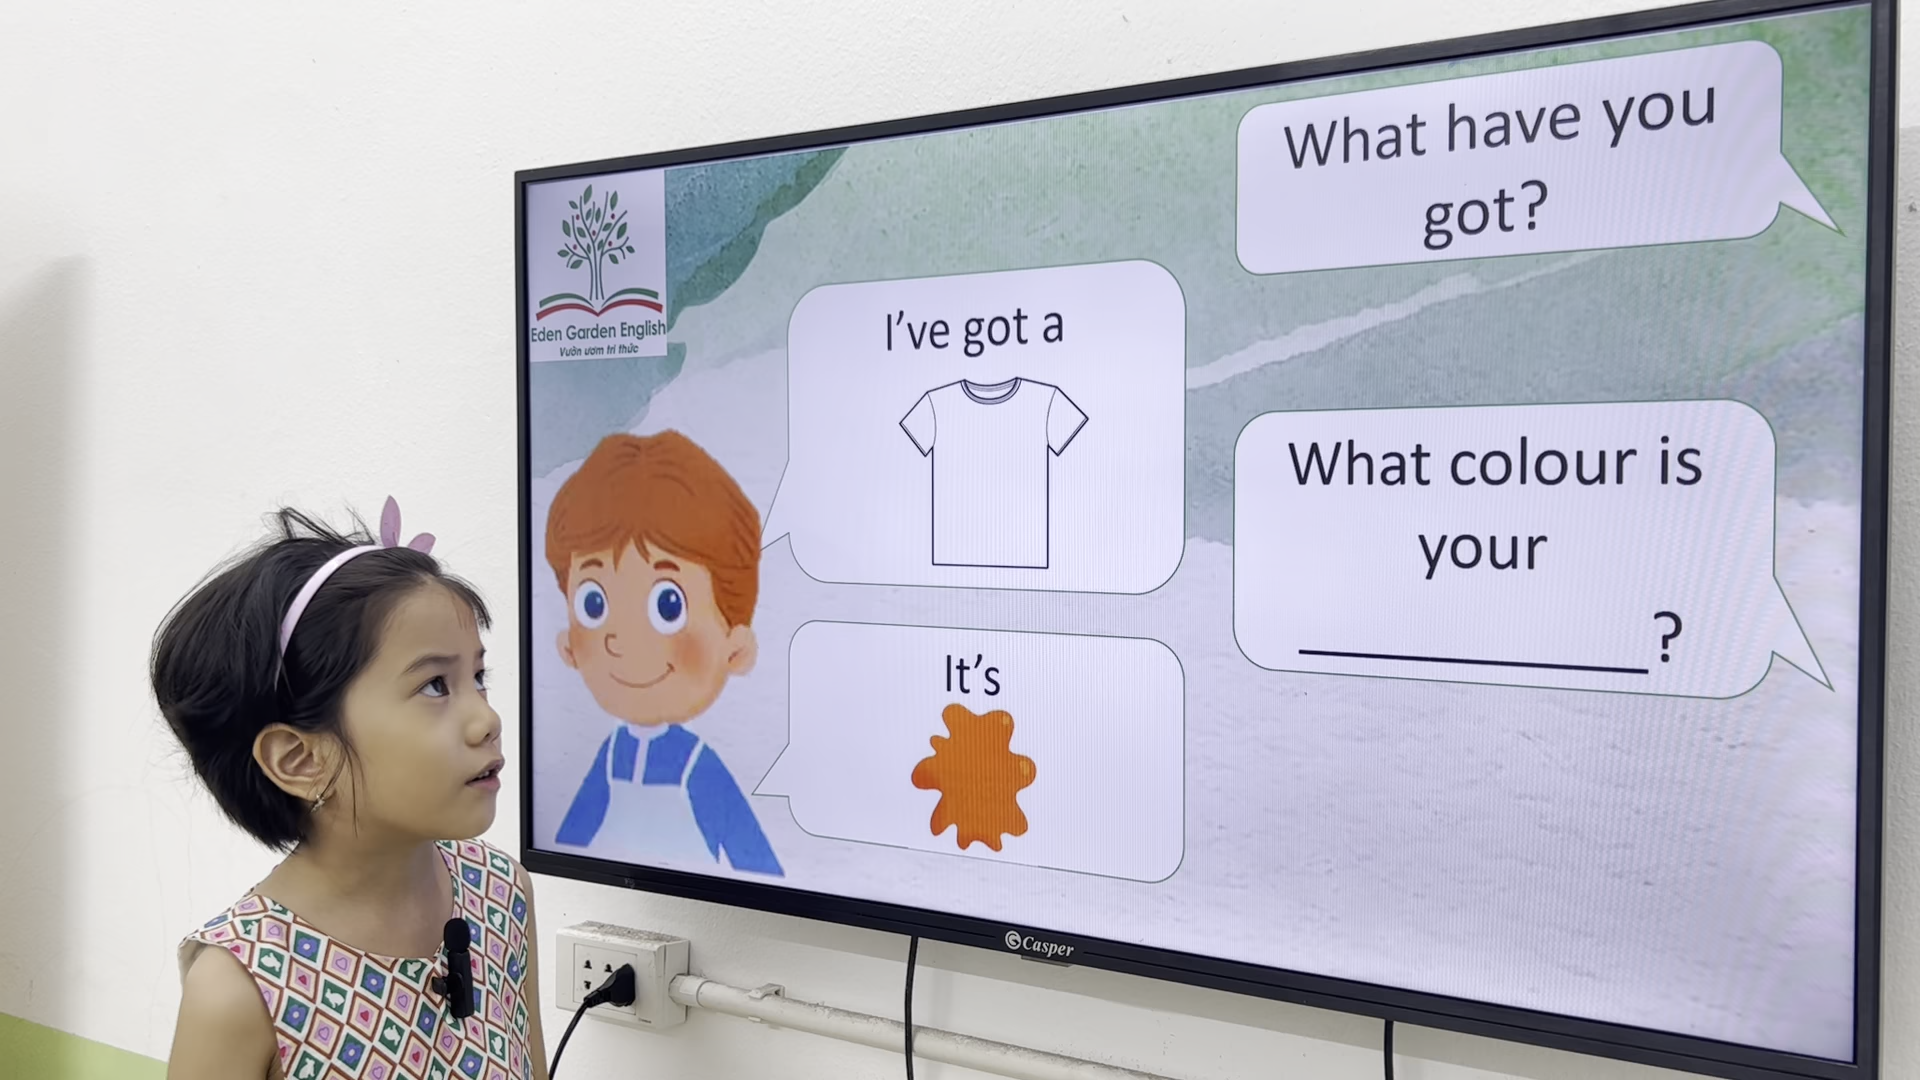 Eden Garden English
Vườn ươm tri thức
What have you
got?
I've got a
What colour is
your
?
It's
Casper